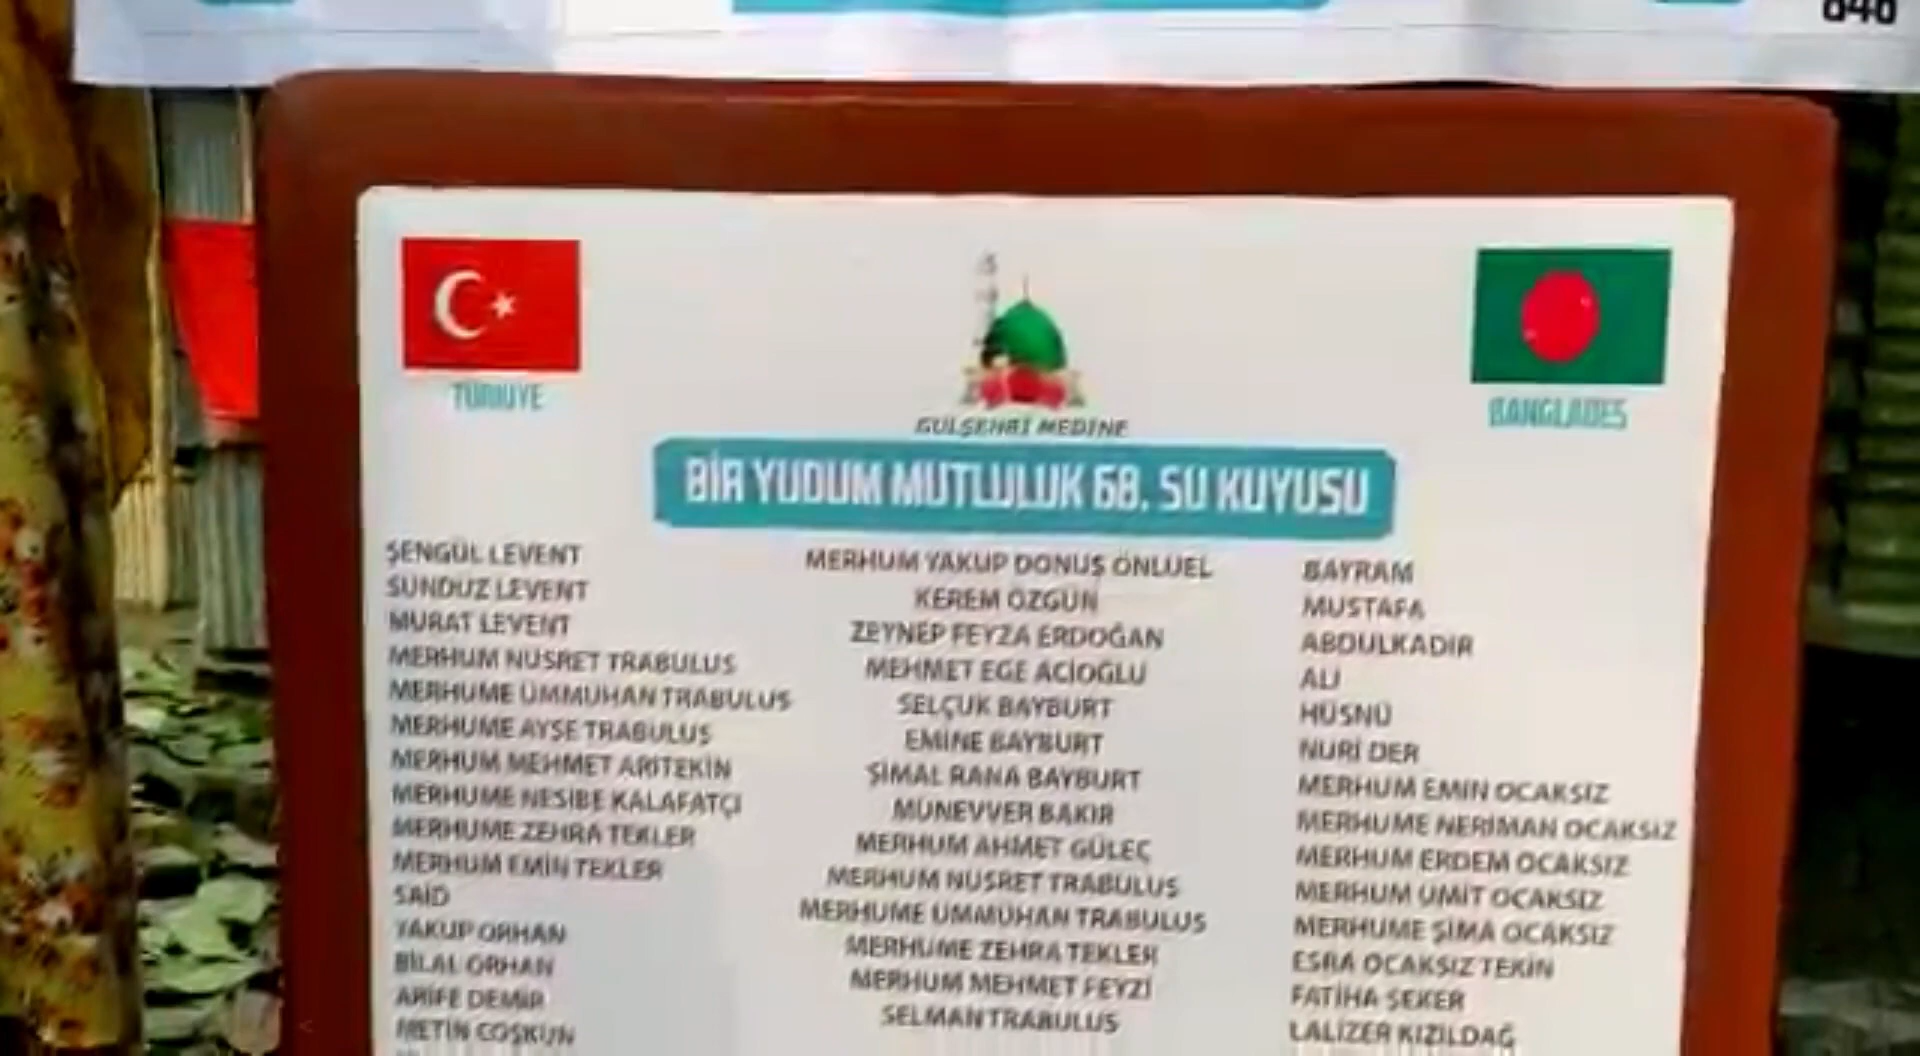 846
TÜRKİYE
GÜLŞEHRİ MEDİNE
BANGLADEŞ
BİR YUDUM MUTLULUK 68. SU KUYUSU
ŞENGÜL LEVENT
SUNDUZ LEVENT
MURAT LEVENT
MERHUM NUSRET TRABULUS
MERHUME ÜMMÜHAN TRABULUS
MERHUME AYŞE TRABULUS
MERHUM MEHMET ARITEKİN
MERHUME NESİBE KALAFATÇI
MERHUME ZEHRA TEKLER
MERHUM EMİN TEKLER
SAİD
YAKUP ORHAN
BİLAL ORHAN
ARİFE DEMİR
METİN COŞKUN
MERHUM YAKUP DONUŞ ÖNLUEL
KEREM ÖZGÜN
ZEYNEP FEYZA ERDOĞAN
MEHMET EGE ACİOĞLU
SELÇUK BAYBURT
EMİNE BAYBURT
ŞİMAL RANA BAYBURT
MÜNEVVER BAKIR
MERHUM AHMET GÜLEÇ
MERHUM NUSRET TRABULUS
MERHUME ÜMMÜHAN TRABULUS
MERHUME ZEHRA TEKLER
MERHUM MEHMET FEYZİ
SELMAN TRABULUS
BAYRAM
MUSTAFA
ABDULKADİR
ALİ
HÜSNÜ
NURİ DER
MERHUM EMİN OCAKSIZ
MERHUME NERİMAN OCAKSIZ
MERHUM ERDEM OCAKSIZ
MERHUM ÜMİT OCAKSIZ
MERHUME ŞİMA OCAKSIZ
ESRA OCAKSIZ TEKİN
FATİHA ŞEKER
LALİZER KIZILDAĞ